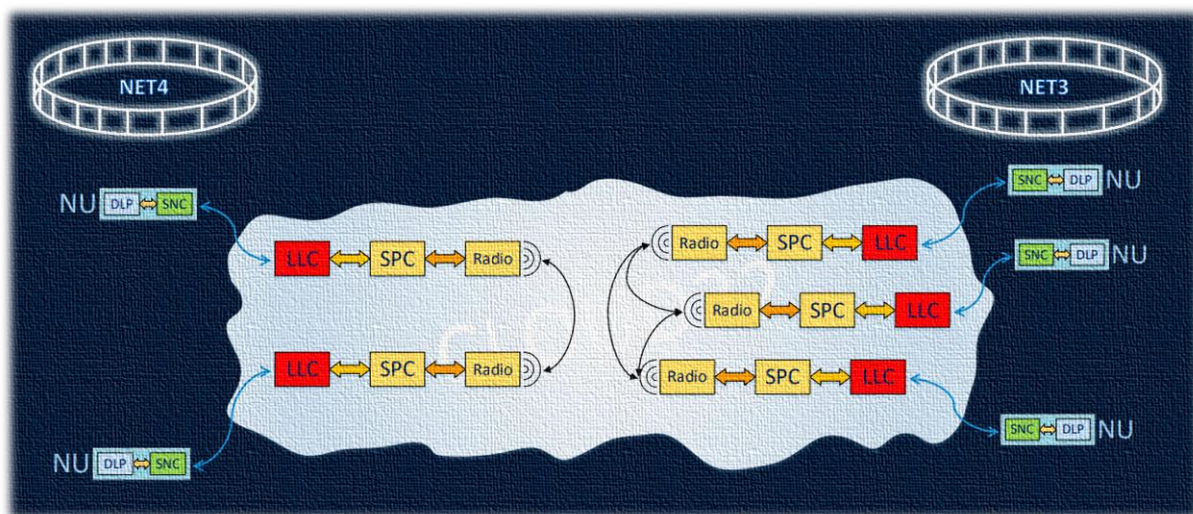 NET4
NET3
NU DLP SNC
SNC DLP NU
LLC SPC Radio
Radio SPC LLC
SNC DLP NU
Radio SPC LLC
LLC SPC Radio
Radio SPC LLC
SNC DLP NU
NU DLP SNC